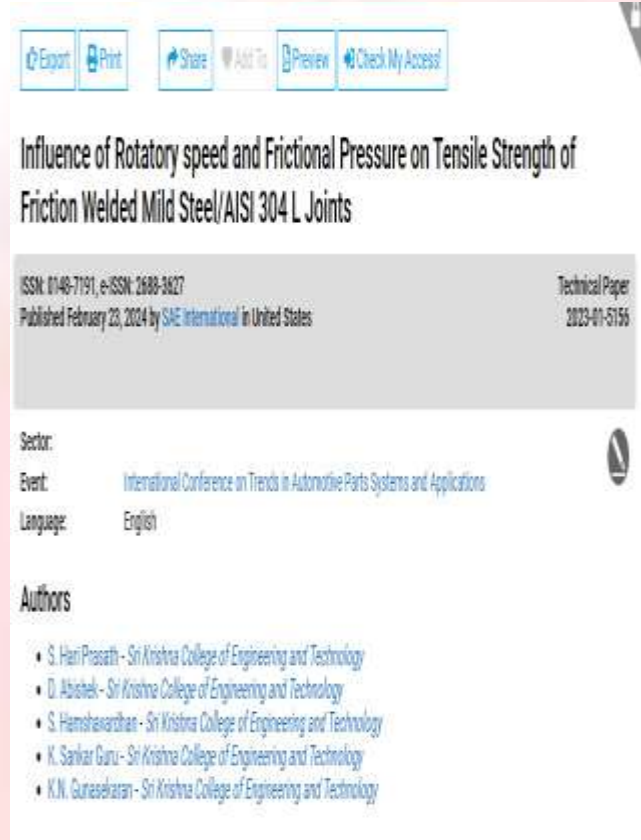 Export Print Share Add To Preview Check My Access!
Influence of Rotatory speed and Frictional Pressure on Tensile Strength of
Friction Welded Mild Steel/AISI 304 L Joints
ISSN: 0148-7191, e-ISSN: 2688-3627 Technical Paper
Published February 23, 2024 by SAE International in United States 2023-01-5156
Sector:
Event: International Conference on Trends in Automotive Parts Systems and Applications
Language: English
Authors
• S. Hari Prasath - Sri Krishna College of Engineering and Technology
• D. Abishek - Sri Krishna College of Engineering and Technology
• S. Hamshavardhan - Sri Krishna College of Engineering and Technology
• K. Sankar Guru - Sri Krishna College of Engineering and Technology
• K.N. Gunasekaran - Sri Krishna College of Engineering and Technology